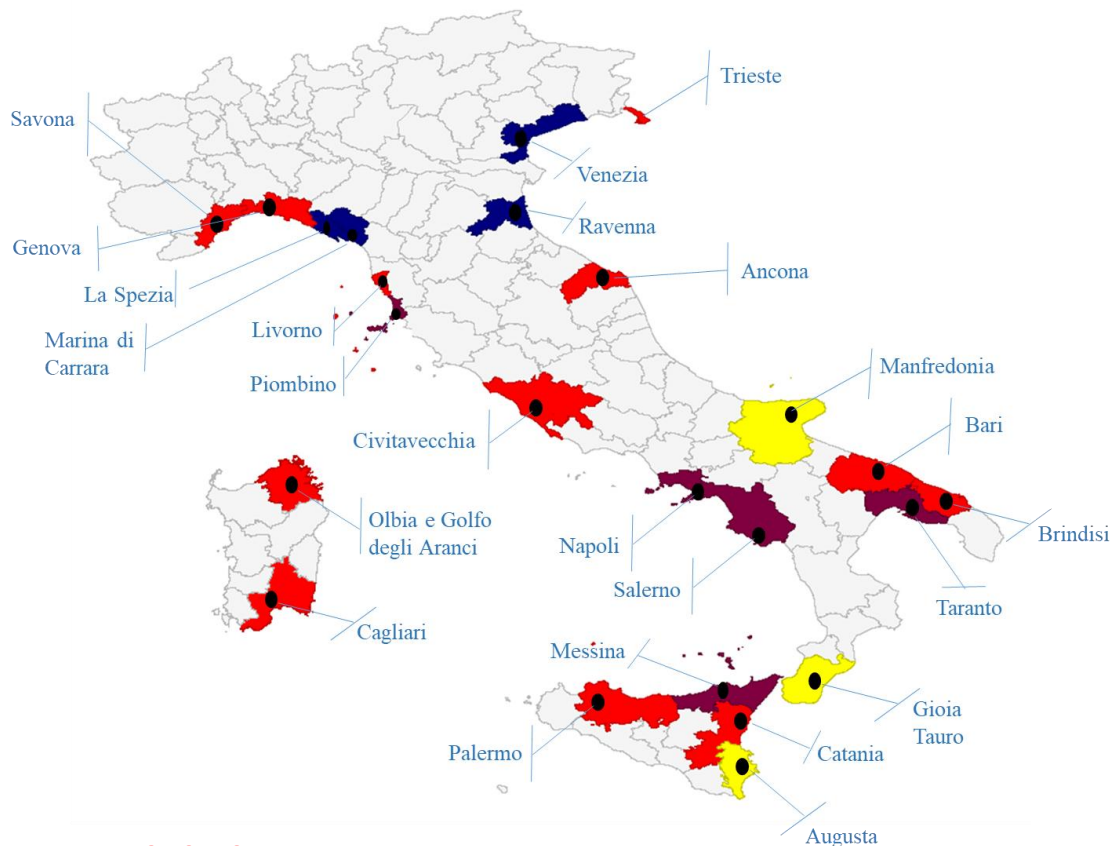 Trieste
Savona
Venezia
Ravenna
Genova
Ancona
La Spezia
Livorno
Marina di
Carrara
Manfredonia
Piombino
Bari
Civitavecchia
Olbia e Golfo
degli Aranci
Napoli
Brindisi
Salerno
Taranto
Cagliari
Messina
Gioia
Tauro
Palermo
Catania
Augusta